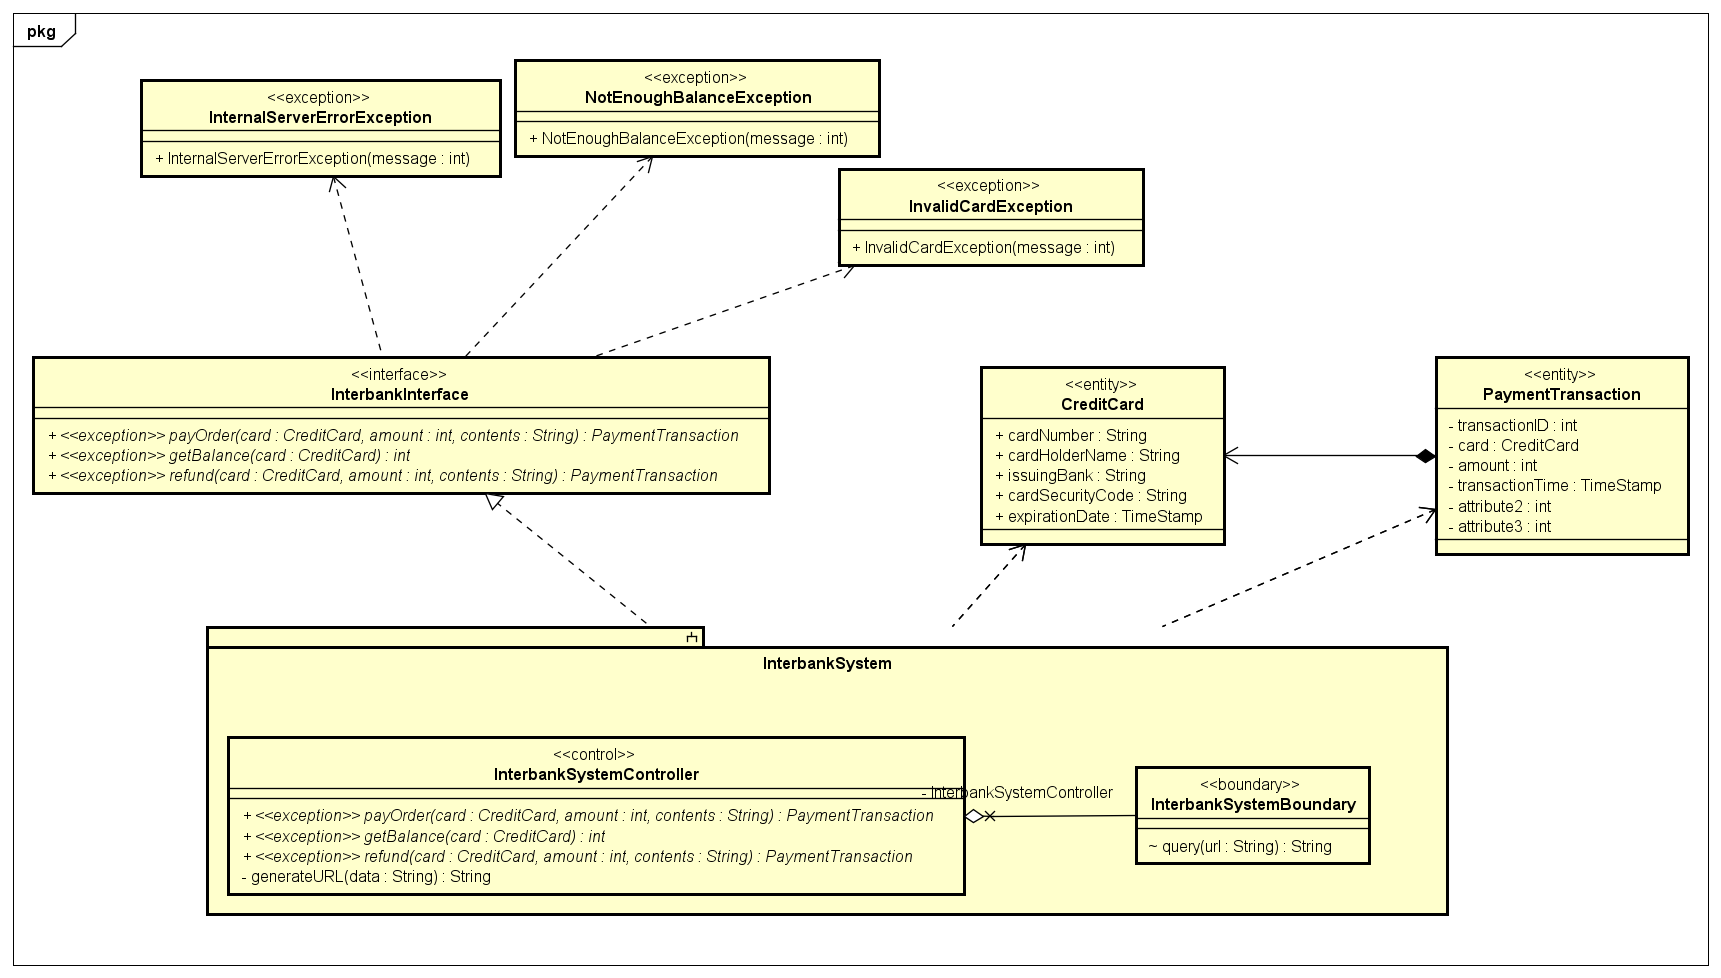 pkg
<<exception>>
InternalServerErrorException
+ InternalServerErrorException(message : int)
<<exception>>
NotEnoughBalanceException
+ NotEnoughBalanceException(message : int)
<<exception>>
InvalidCardException
+ InvalidCardException(message : int)
<<interface>>
InterbankInterface
+ <<exception>> payOrder(card : CreditCard, amount : int, contents : String) : PaymentTransaction
+ <<exception>> getBalance(card : CreditCard) : int
+ <<exception>> refund(card : CreditCard, amount : int, contents : String) : PaymentTransaction
<<entity>>
CreditCard
+ cardNumber : String
+ cardHolderName : String
+ issuingBank : String
+ cardSecurityCode : String
+ expirationDate : TimeStamp
<<entity>>
PaymentTransaction
- transactionID : int
- card : CreditCard
- amount : int
- transactionTime : TimeStamp
- attribute2 : int
- attribute3 : int
InterbankSystem
<<control>>
InterbankSystemController
+ <<exception>> payOrder(card : CreditCard, amount : int, contents : String) : PaymentTransaction
+ <<exception>> getBalance(card : CreditCard) : int
+ <<exception>> refund(card : CreditCard, amount : int, contents : String) : PaymentTransaction
- generateURL(data : String) : String
- InterbankSystemController
<<boundary>>
InterbankSystemBoundary
~ query(url : String) : String